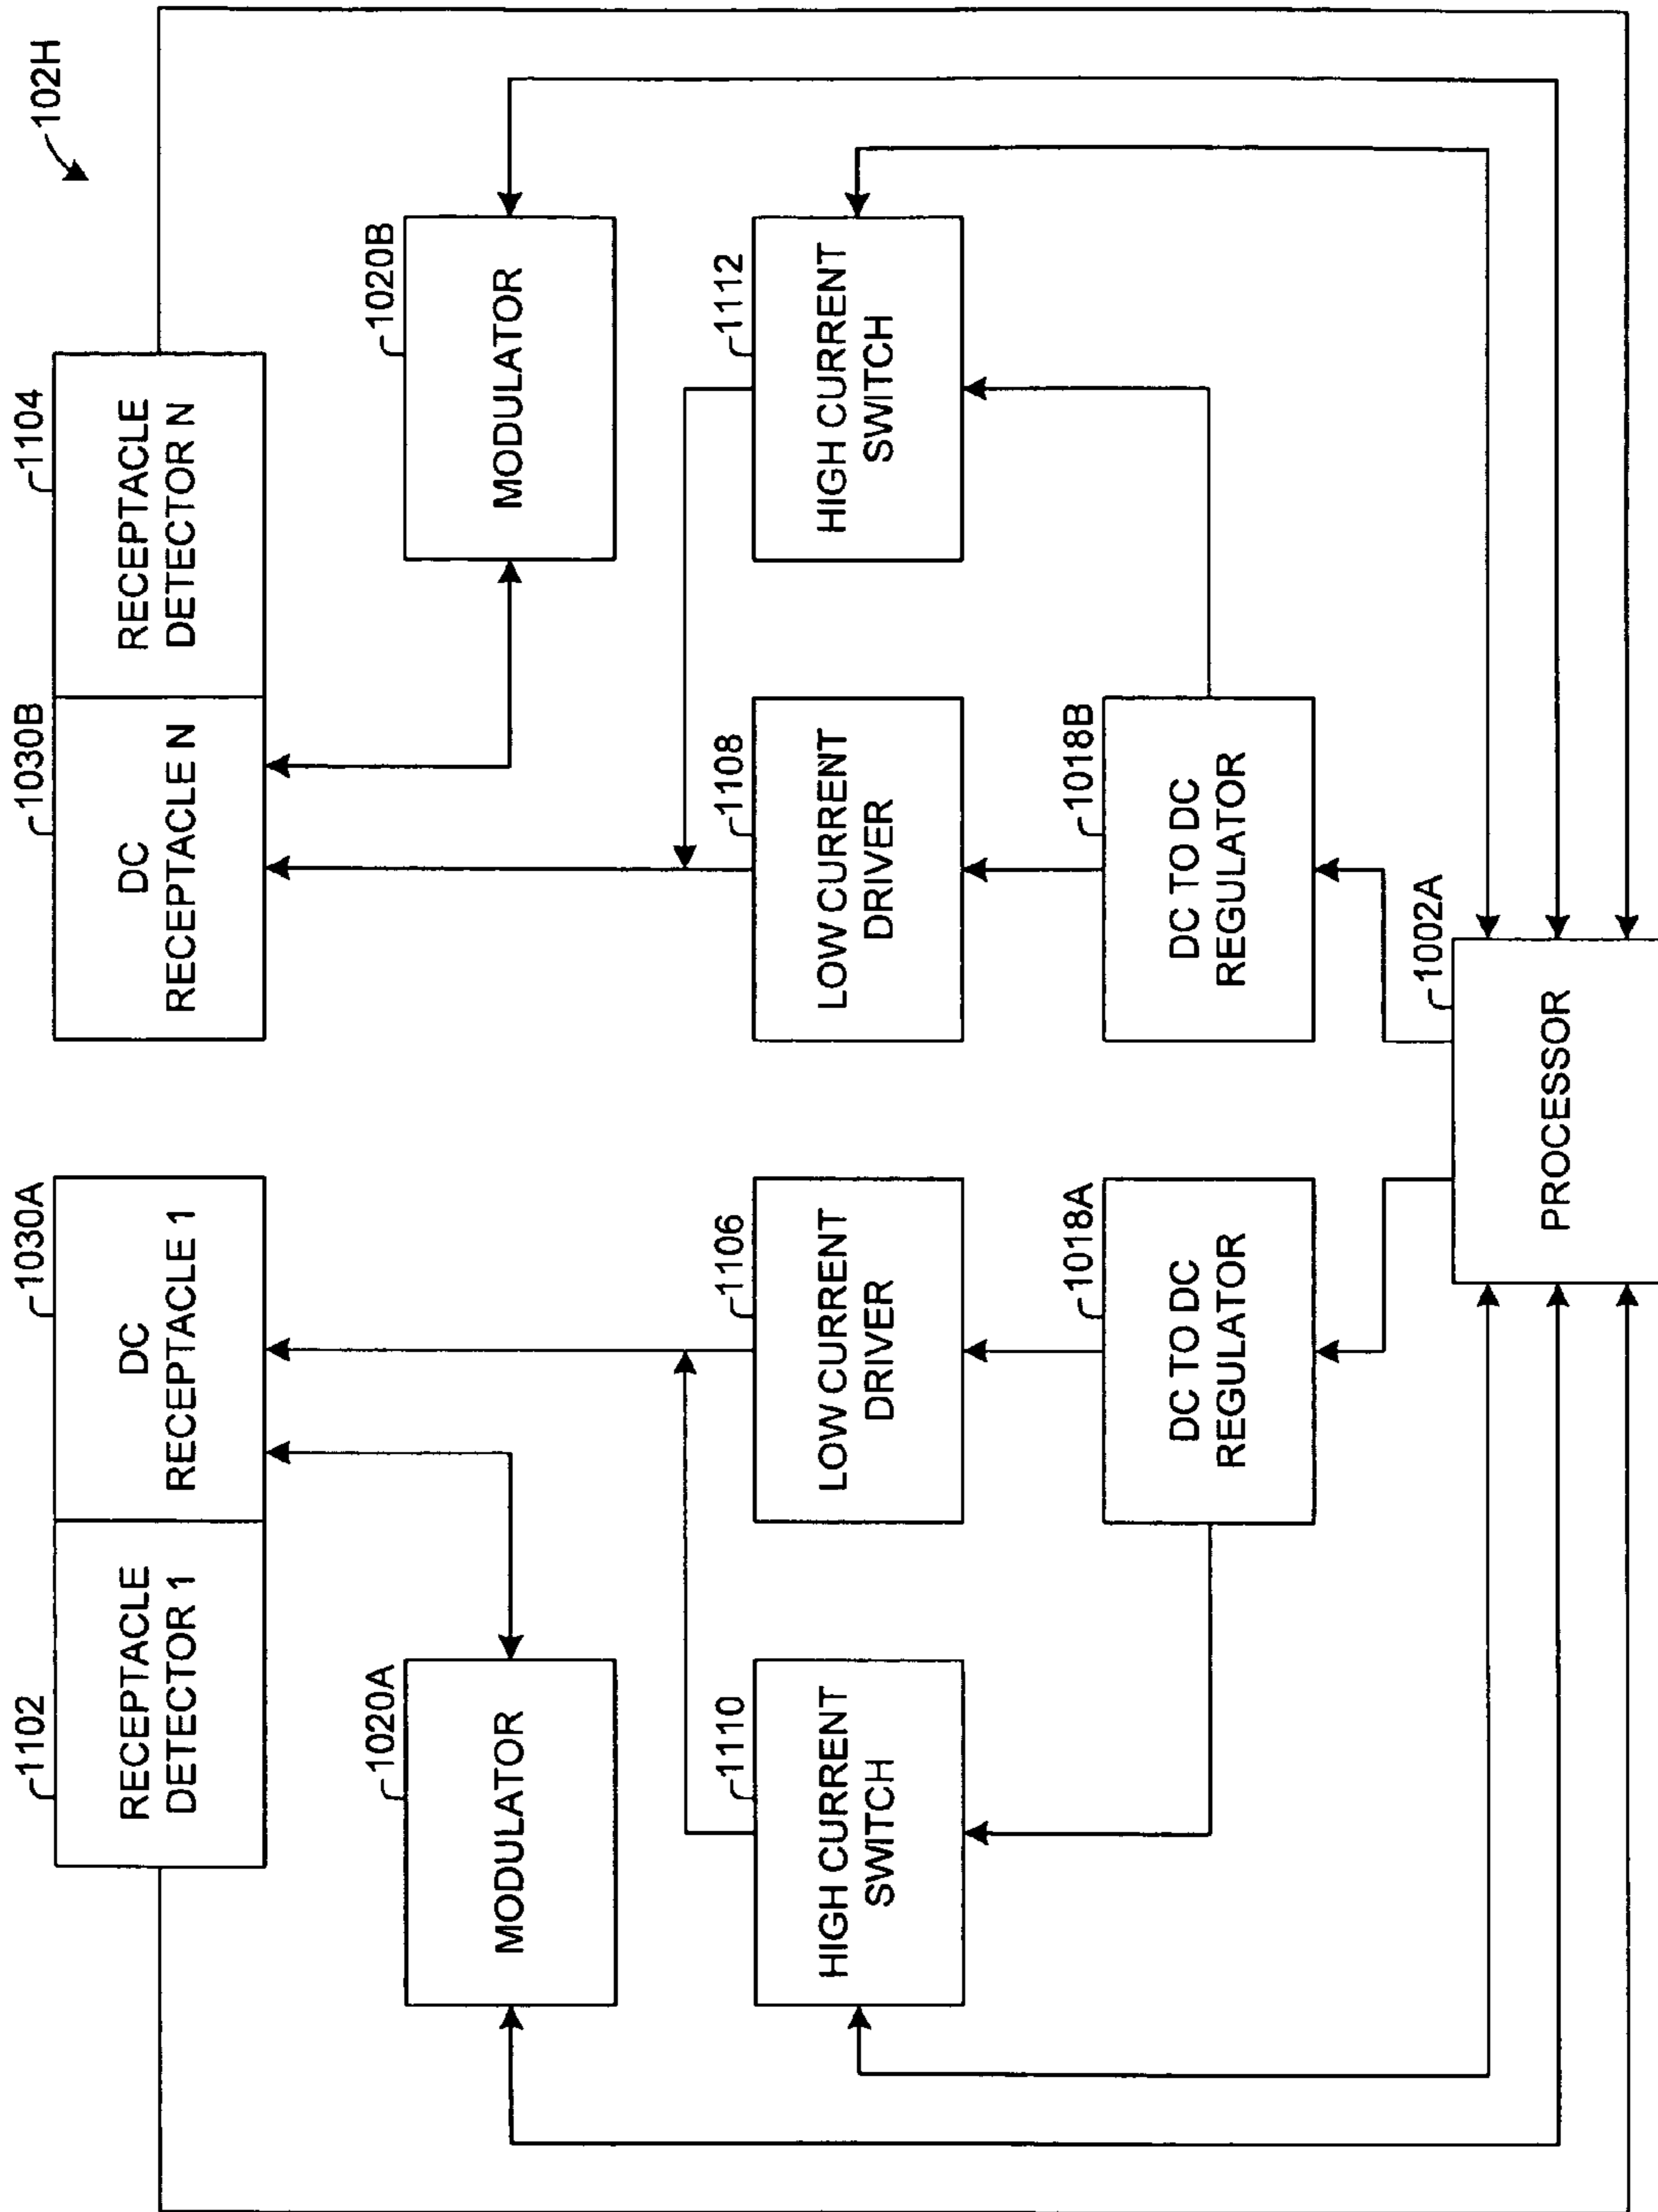 102H
1102
RECEPTACLE
DETECTOR 1
1030A
DC
RECEPTACLE 1
1030B
DC
RECEPTACLE N
1104
RECEPTACLE
DETECTOR N
1020A
MODULATOR
1020B
MODULATOR
1110
HIGH CURRENT
SWITCH
1106
LOW CURRENT
DRIVER
1108
LOW CURRENT
DRIVER
1112
HIGH CURRENT
SWITCH
1018A
DC TO DC
REGULATOR
1018B
DC TO DC
REGULATOR
1002A
PROCESSOR